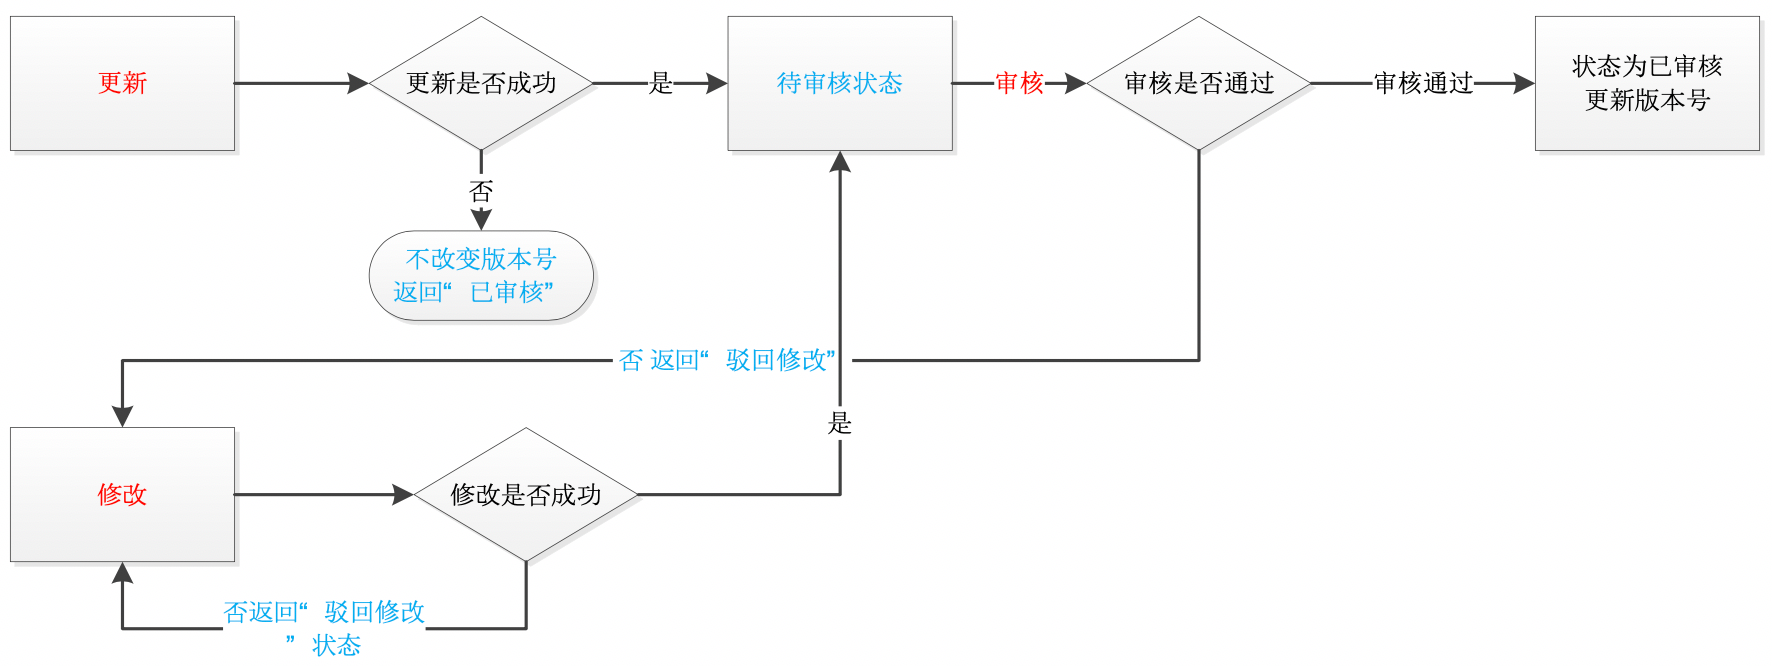 更新
更新是否成功
是
待审核状态
审核
审核是否通过
审核通过
状态为已审核
更新版本号
否
不改变版本号
返回“ 已审核”
否 返回“ 驳回修改”
是
修改
修改是否成功
否返回“ 驳回修改
” 状态